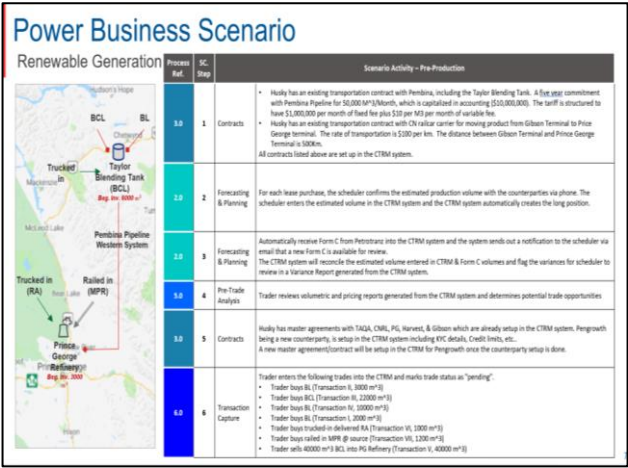 Power Business Scenario
Renewable Generation
Process Ref.
SC. Step
Scenario Activity – Pre-Production
3.0
1
Contracts
• Husky has an existing transportation contract with Pembina, including the Taylor Blending Tank. A five year commitment
with Pembina Pipeline for 50,000 M^3/Month, which is capitalized in accounting ($10,000,000). The tariff is structured to
have $1,000,000 per month of fixed fee plus $10 per M3 per month of variable fee.
• Husky has an existing transportation contract with CN railcar carrier for moving product from Gibson Terminal to Prince
George terminal. The rate of transportation is $100 per km. The distance between Gibson Terminal and Prince George
Terminal is 500Km.
All contracts listed above are set up in the CTRM system.
2.0
2
Forecasting
& Planning
For each lease purchase, the scheduler confirms the estimated production volume with the counterparties via phone. The
scheduler enters the estimated volume in the CTRM system and the CTRM system automatically creates the long position.
2.0
3
Forecasting
& Planning
Automatically receive Form C from Petrotranz into the CTRM system and the system sends out a notification to the scheduler via
email that a new Form C is available for review.
The CTRM system will reconcile the estimated volume entered in CTRM & Form C volumes and flag the variances for scheduler to
review in a Variance Report generated from the CTRM system.
5.0
4
Pre-Trade
Analysis
Trader reviews volumetric and pricing reports generated from the CTRM system and determines potential trade opportunities
3.0
5
Contracts
Husky has master agreements with TAQA, CNRL, PG, Harvest, & Gibson which are already setup in the CTRM system. Pengrowth
being a new counterparty, is setup in the CTRM system including KYC details, Credit limits, etc..
A new master agreement/contract will be setup in the CTRM for Pengrowth once the counterparty setup is done.
6.0
6
Transaction
Capture
Trader enters the following trades into the CTRM and marks trade status as "pending".
• Trader buys BL (Transaction II, 3000 m^3)
• Trader buys BCL (Transaction III, 22000 m^3)
• Trader buys BL (Transaction IV, 10000 m^3)
• Trader buys BL (Transaction I, 2000 m^3)
• Trader buys trucked-in delivered RA (Transaction VI, 1000 m^3)
• Trader buys railed in MPR @ source (Transaction VII, 1200 m^3)
• Trader sells 40000 m^3 BCL into PG Refinery (Transaction V, 40000 m^3)
Hudson's Hope
BCL
BL
Chetwynd
Trucked
in
Taylor
Blending Tank
(BCL)
Mackenzie
McLeod Lake
Pembina Pipeline
Western System
Trucked in
(RA)
Railed in
(MPR)
Prince
George
Refinery
Beg. Inv. 3000